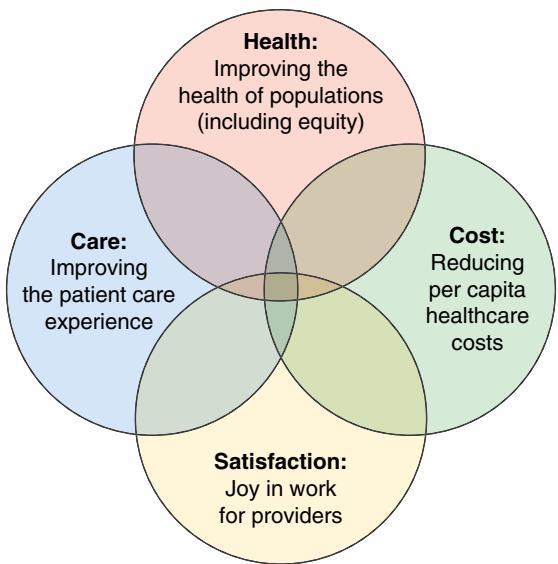 Health:
Improving the
health of populations
(including equity)
Care:
Improving
the patient care
experience
Cost:
Reducing
per capita
healthcare
costs
Satisfaction:
Joy in work
for providers